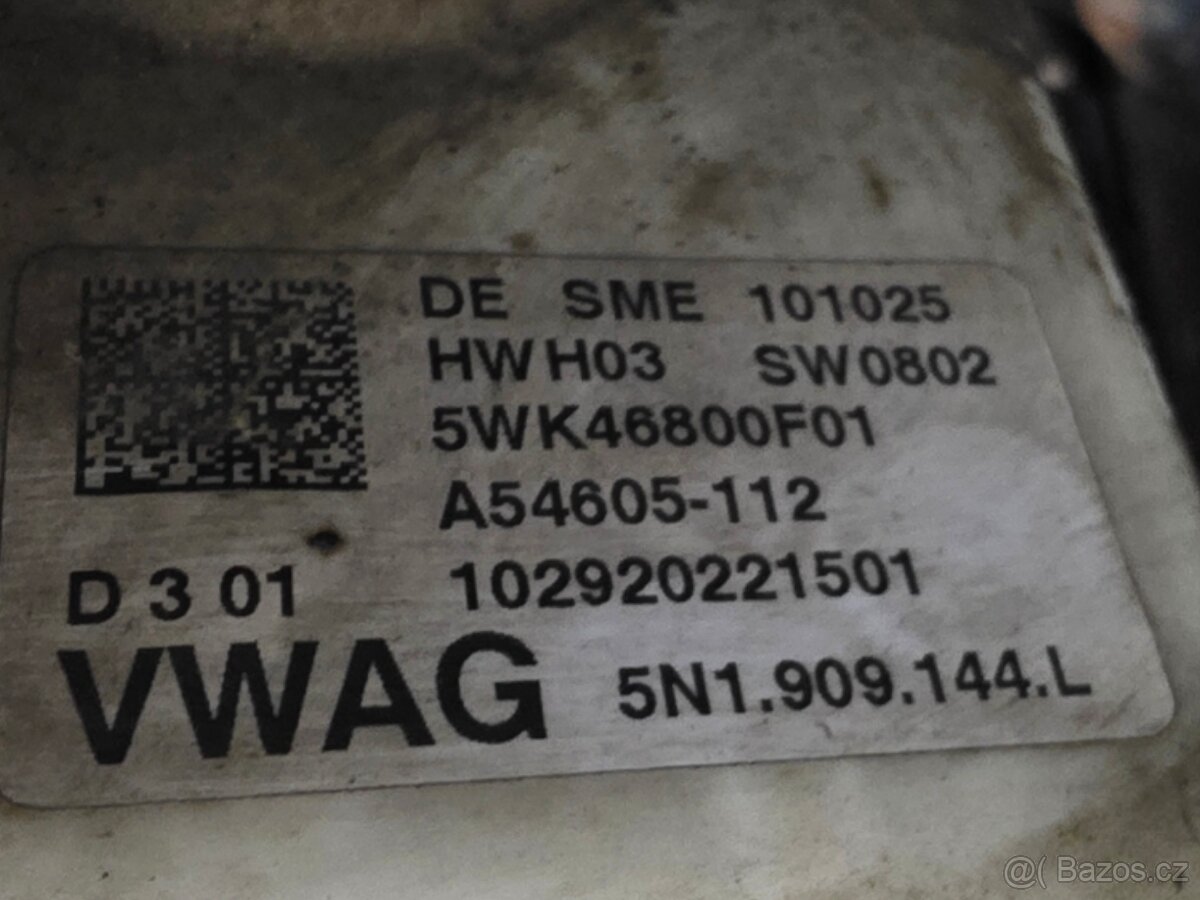 DE SME 101025
HWH03 SW0802
5WK46800F01
A54605-112
D 3 01 102920221501
VWAG 5N1.909.144.L
@( Bazos.cz